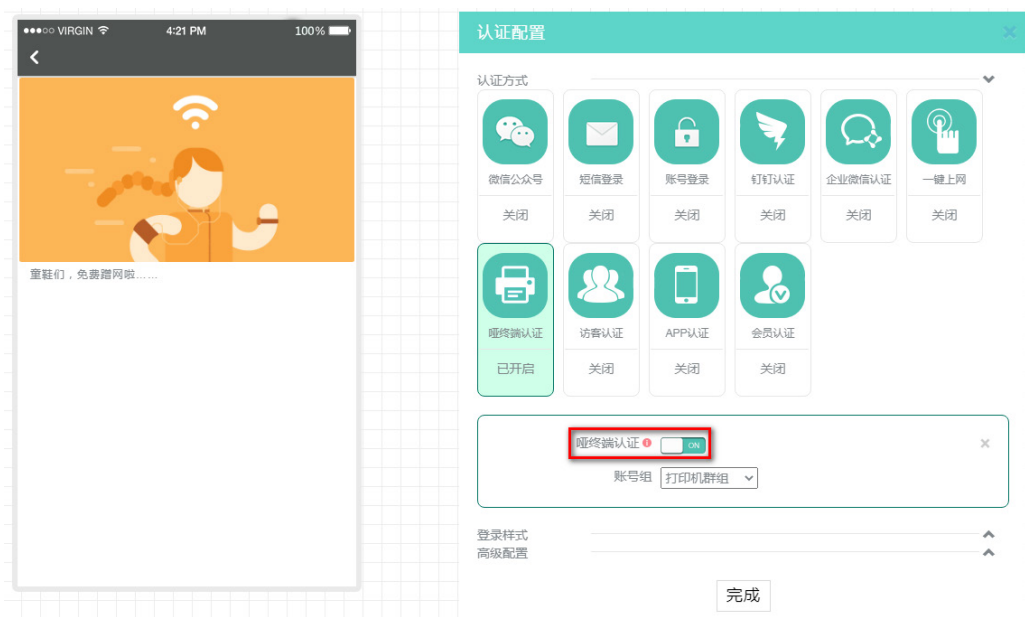 VIRGIN
4:21 PM
100%
童鞋们，免费蹭网啦……
认证配置
认证方式
微信公众号
短信登录
账号登录
钉钉认证
企业微信认证
一键上网
关闭
关闭
关闭
关闭
关闭
关闭
哑终端认证
访客认证
APP认证
会员认证
已开启
关闭
关闭
关闭
哑终端认证
ON
账号组
打印机群组
登录样式
高级配置
完成